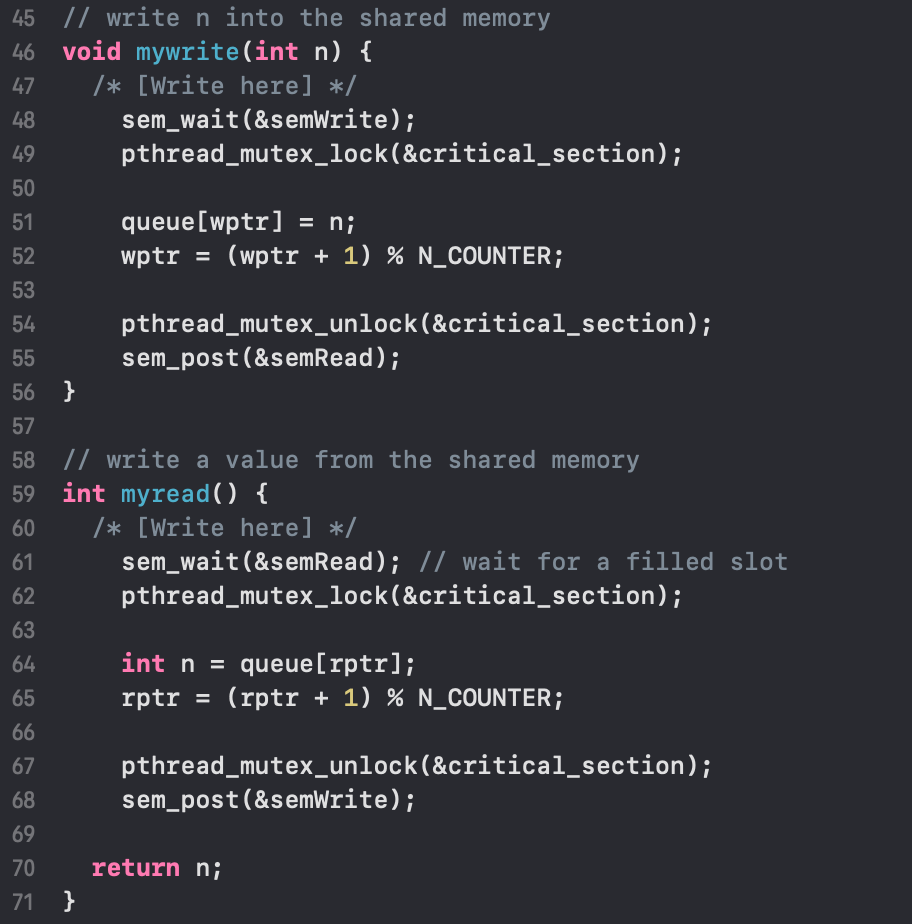 45 // write n into the shared memory
46 void mywrite(int n) {
47   /* [Write here] */
48     sem_wait(&semWrite);
49     pthread_mutex_lock(&critical_section);
50
51     queue[wptr] = n;
52     wptr = (wptr + 1) % N_COUNTER;
53
54     pthread_mutex_unlock(&critical_section);
55     sem_post(&semRead);
56 }
57
58 // write a value from the shared memory
59 int myread() {
60   /* [Write here] */
61     sem_wait(&semRead); // wait for a filled slot
62     pthread_mutex_lock(&critical_section);
63
64     int n = queue[rptr];
65     rptr = (rptr + 1) % N_COUNTER;
66
67     pthread_mutex_unlock(&critical_section);
68     sem_post(&semWrite);
69
70   return n;
71 }